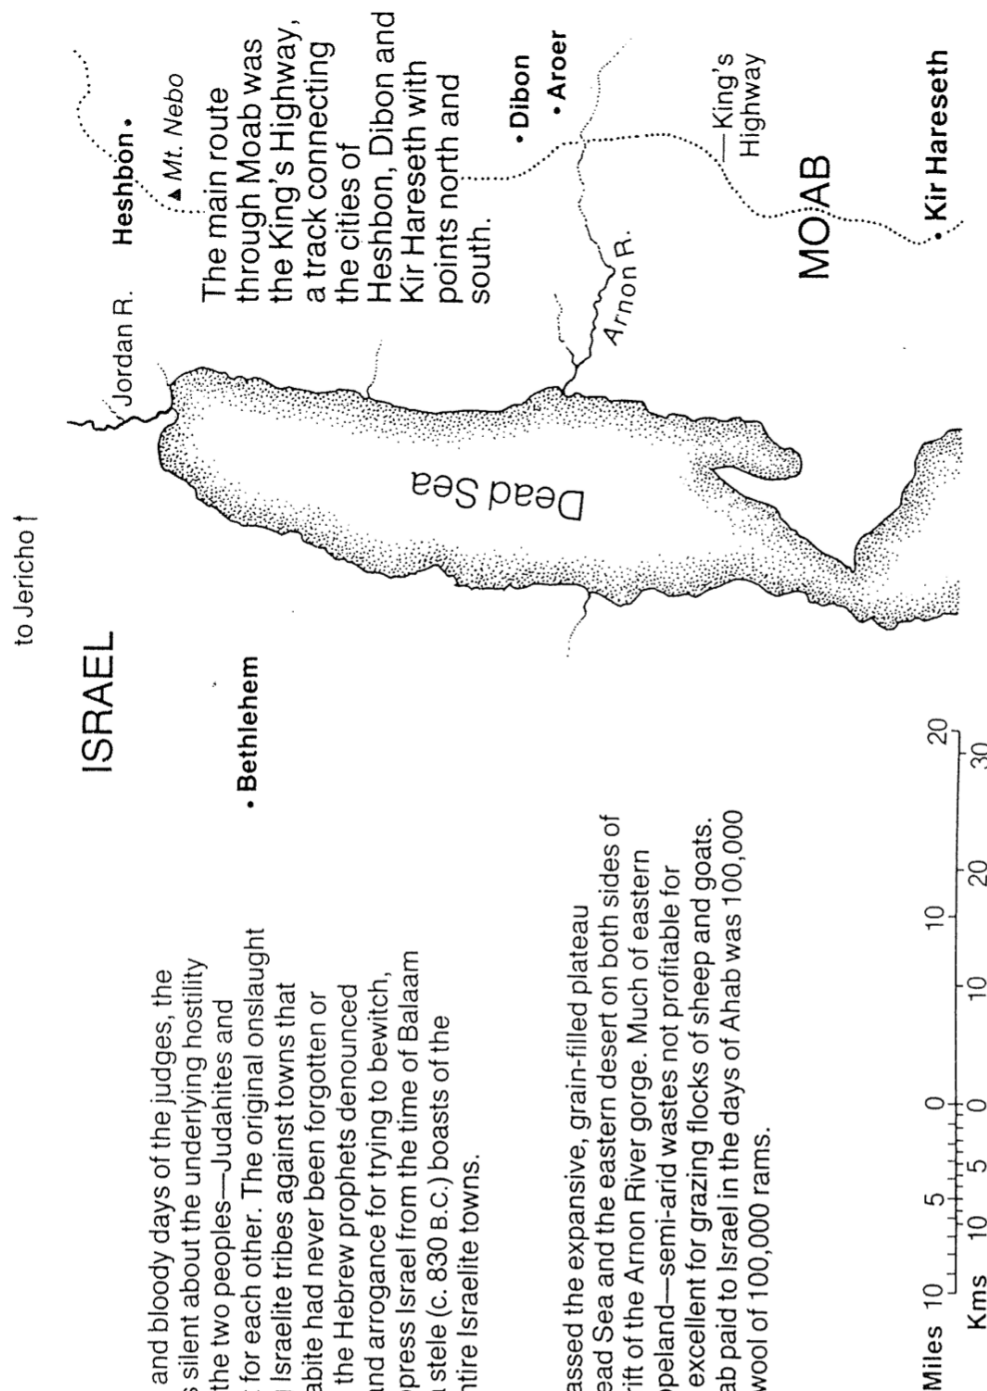 to Jericho ↑
ISRAEL
• Bethlehem
Jordan R.
Heshbon •
▲ Mt. Nebo
The main route
through Moab was
the King's Highway,
a track connecting
the cities of
Heshbon, Dibon and
Kir Hareseth with
points north and
south.
Dead Sea
• Dibon
• Aroer
Arnon R.
—King's
Highway
MOAB
• Kir Hareseth
and bloody days of the judges, the
silent about the underlying hostility
the two peoples—Judahites and
for each other. The original onslaught
Israelite tribes against towns that
abite had never been forgotten or
the Hebrew prophets denounced
and arrogance for trying to bewitch,
press Israel from the time of Balaam
stele (c. 830 B.C.) boasts of the
ntire Israelite towns.
assed the expansive, grain-filled plateau
ead Sea and the eastern desert on both sides of
rift of the Arnon River gorge. Much of eastern
peland—semi-arid wastes not profitable for
excellent for grazing flocks of sheep and goats.
ab paid to Israel in the days of Ahab was 100,000
wool of 100,000 rams.
Miles 10 5 0 10 20
Kms 10 5 0 10 20 30